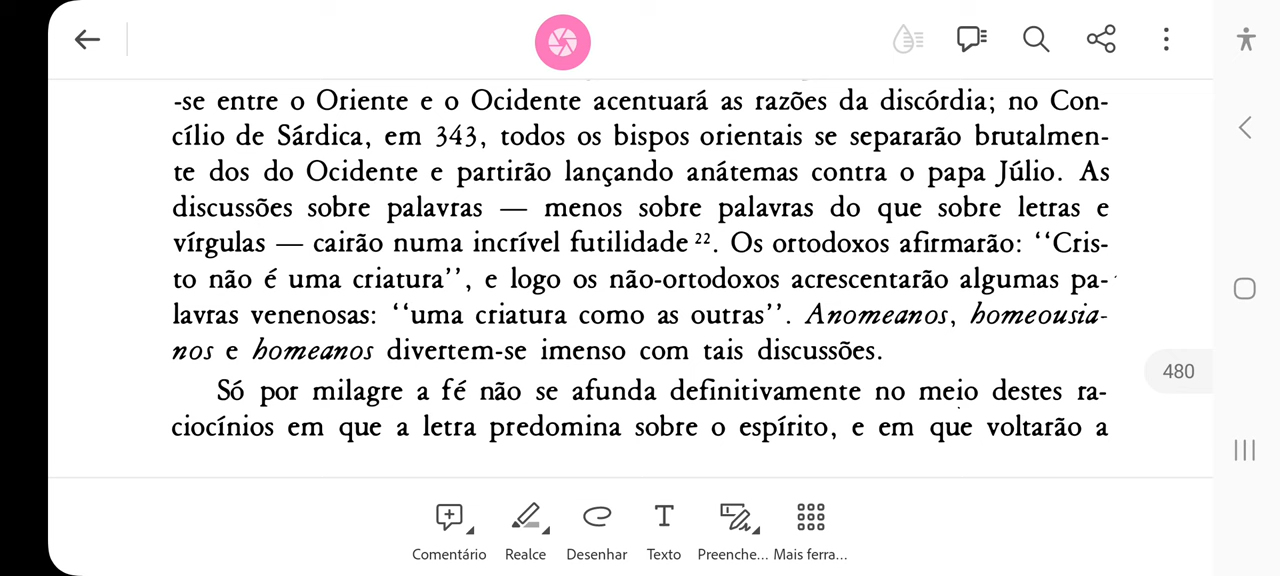 -se entre o Oriente e o Ocidente acentuará as razões da discórdia; no Con-
cílio de Sárdica, em 343, todos os bispos orientais se separarão brutalmen-
te dos do Ocidente e partirão lançando anátemas contra o papa Júlio. As
discussões sobre palavras — menos sobre palavras do que sobre letras e
vírgulas — cairão numa incrível futilidade ²². Os ortodoxos afirmarão: ‘‘Cris-
to não é uma criatura’’, e logo os não-ortodoxos acrescentarão algumas pa-
lavras venenosas: ‘‘uma criatura como as outras’’. Anomeanos, homeousia-
nos e homeanos divertem-se imenso com tais discussões.
480
Só por milagre a fé não se afunda definitivamente no meio destes ra-
ciocínios em que a letra predomina sobre o espírito, e em que voltarão a
Comentário Realce Desenhar Texto Preenche... Mais ferra...